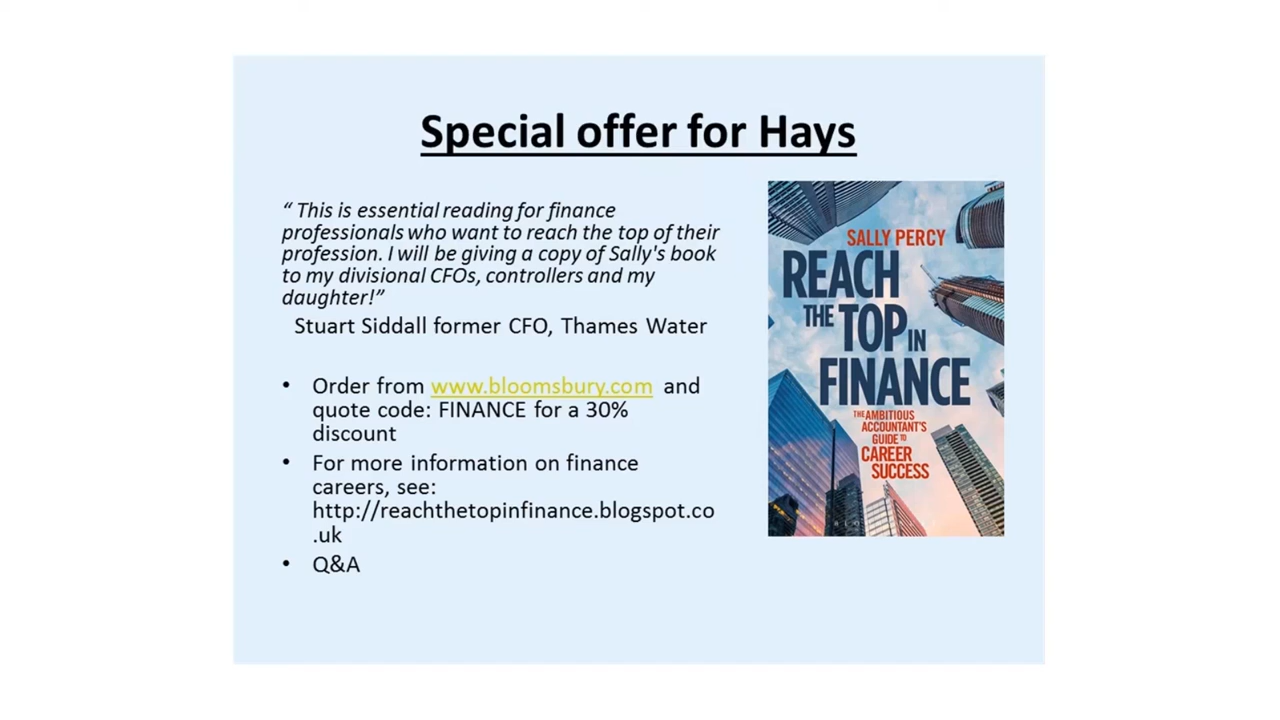 Special offer for Hays
“ This is essential reading for finance
professionals who want to reach the top of their
profession. I will be giving a copy of Sally's book
to my divisional CFOs, controllers and my
daughter!”
Stuart Siddall former CFO, Thames Water
• Order from www.bloomsbury.com and
quote code: FINANCE for a 30%
discount
• For more information on finance
careers, see:
http://reachthetopinfinance.blogspot.co
.uk
• Q&A
SALLY PERCY
REACH
THE TOP IN
FINANCE
THE AMBITIOUS
ACCOUNTANT'S
GUIDE TO
CAREER
SUCCESS